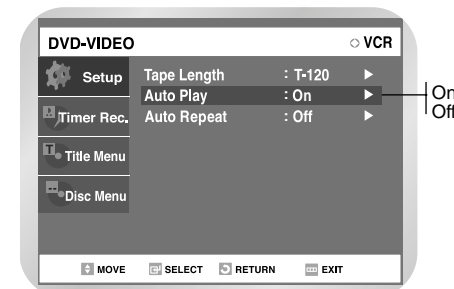 DVD-VIDEO VCR
Setup
Tape Length : T-120
Auto Play : On
Auto Repeat : Off
On
Off
Timer Rec.
Title Menu
Disc Menu
MOVE SELECT RETURN EXIT